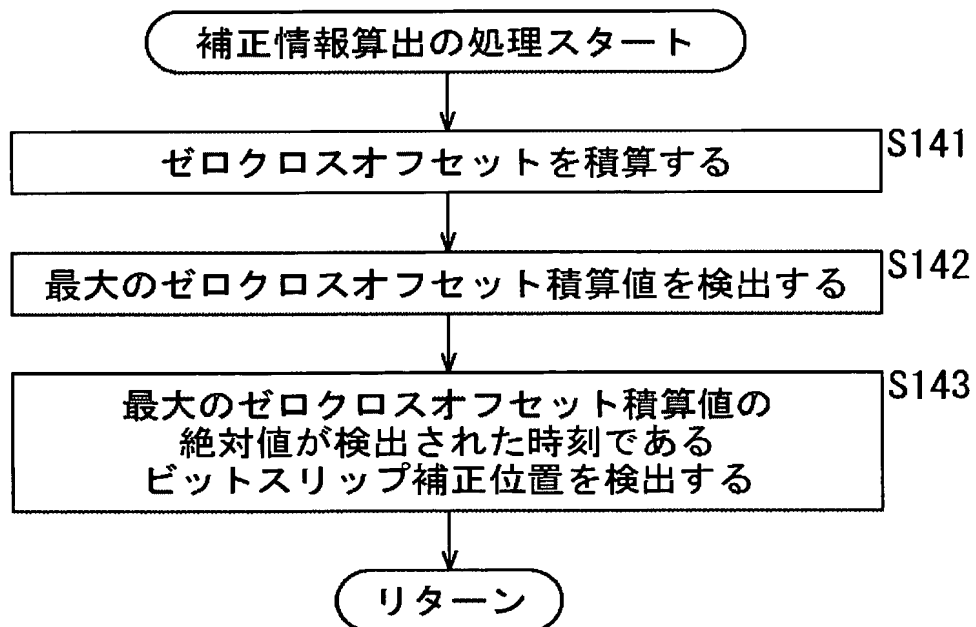 補正情報算出の処理スタート
ゼロクロスオフセットを積算する
S141
最大のゼロクロスオフセット積算値を検出する
S142
最大のゼロクロスオフセット積算値の
絶対値が検出された時刻である
ビットスリップ補正位置を検出する
S143
リターン